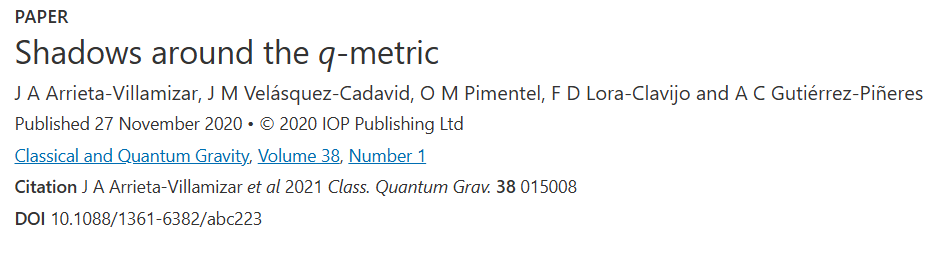 PAPER
Shadows around the q-metric
J A Arrieta-Villamizar, J M Velásquez-Cadavid, O M Pimentel, F D Lora-Clavijo and A C Gutiérrez-Piñeres
Published 27 November 2020 • © 2020 IOP Publishing Ltd
Classical and Quantum Gravity, Volume 38, Number 1
Citation J A Arrieta-Villamizar et al 2021 Class. Quantum Grav. 38 015008
DOI 10.1088/1361-6382/abc223